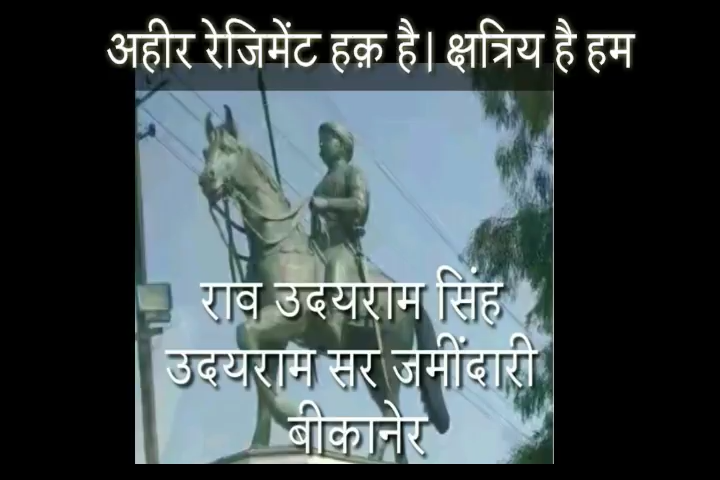 अहीर रेजिमेंट हक़ है| क्षत्रिय है हम
राव उदयराम सिंह
उदयराम सर जमींदारी
बीकानेर